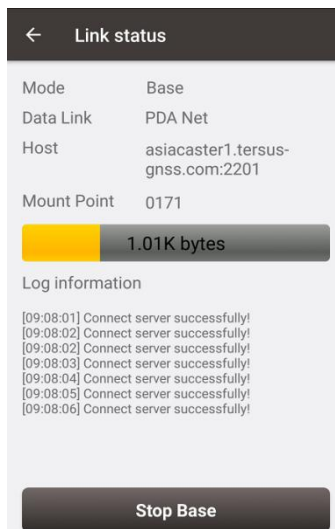 Link status
Mode Base
Data Link PDA Net
Host asiacaster1.tersus-
gnss.com:2201
Mount Point 0171
1.01K bytes
Log information
[09:08:01] Connect server successfully!
[09:08:02] Connect server successfully!
[09:08:02] Connect server successfully!
[09:08:03] Connect server successfully!
[09:08:04] Connect server successfully!
[09:08:05] Connect server successfully!
[09:08:06] Connect server successfully!
Stop Base